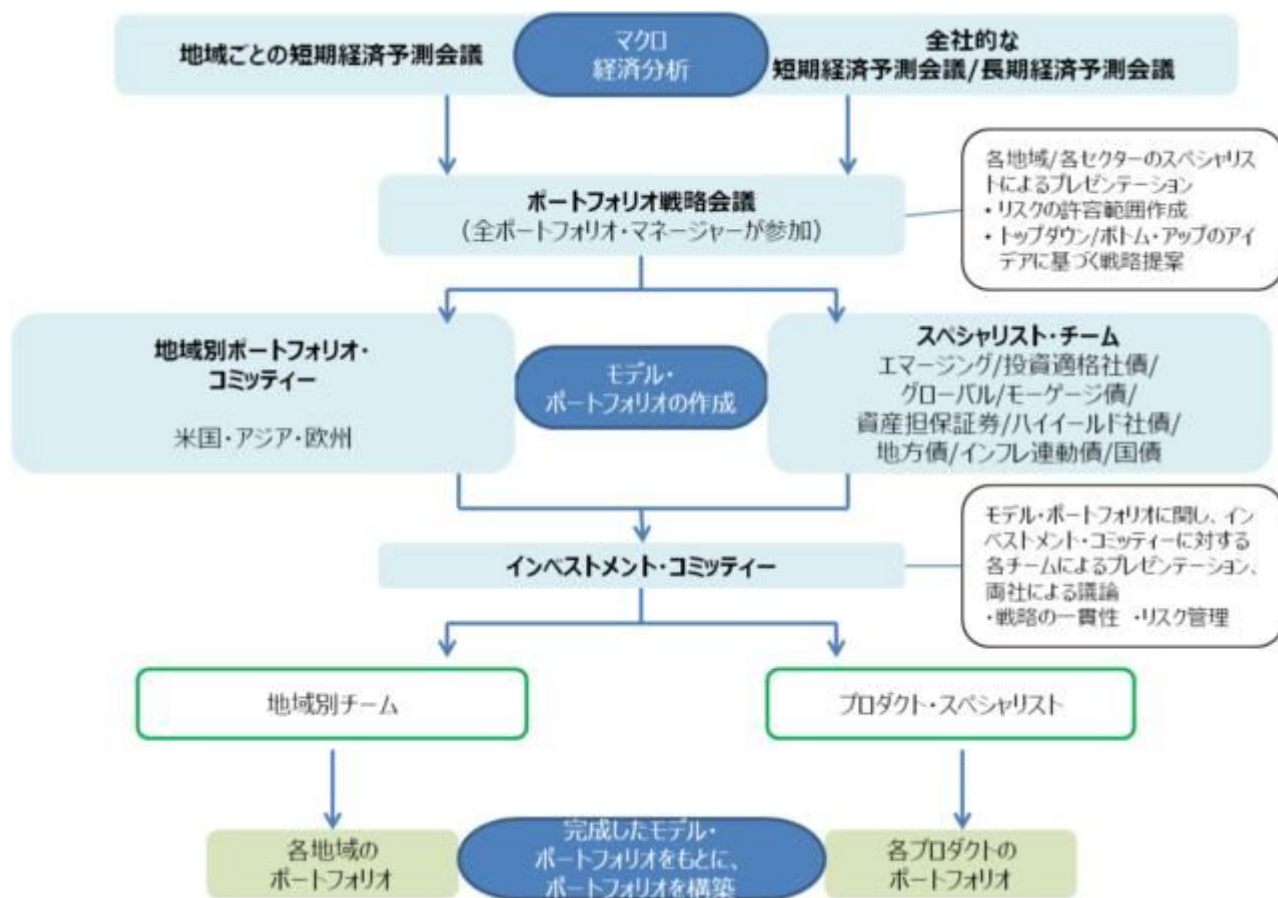 地域ごとの短期経済予測会議
マクロ
経済分析
全社的な
短期経済予測会議/長期経済予測会議
各地域/各セクターのスペシャリス
トによるプレゼンテーション
・リスクの許容範囲作成
・トップダウン/ボトム・アップのアイ
デアに基づく戦略提案
ポートフォリオ戦略会議
(全ポートフォリオ・マネージャーが参加)
地域別ポートフォリオ・
コミッティー
米国・アジア・欧州
モデル・
ポートフォリオの作成
スペシャリスト・チーム
エマージング/投資適格社債/
グローバル/モーゲージ債/
資産担保証券/ハイイールド社債/
地方債/インフレ連動債/国債
モデル・ポートフォリオに関し、イン
ベストメント・コミッティーに対する
各チームによるプレゼンテーション、
両社による議論
・戦略の一貫性 ・リスク管理
インベストメント・コミッティー
地域別チーム
プロダクト・スペシャリスト
各地域の
ポートフォリオ
完成したモデル・
ポートフォリオをもとに、
ポートフォリオを構築
各プロダクトの
ポートフォリオ